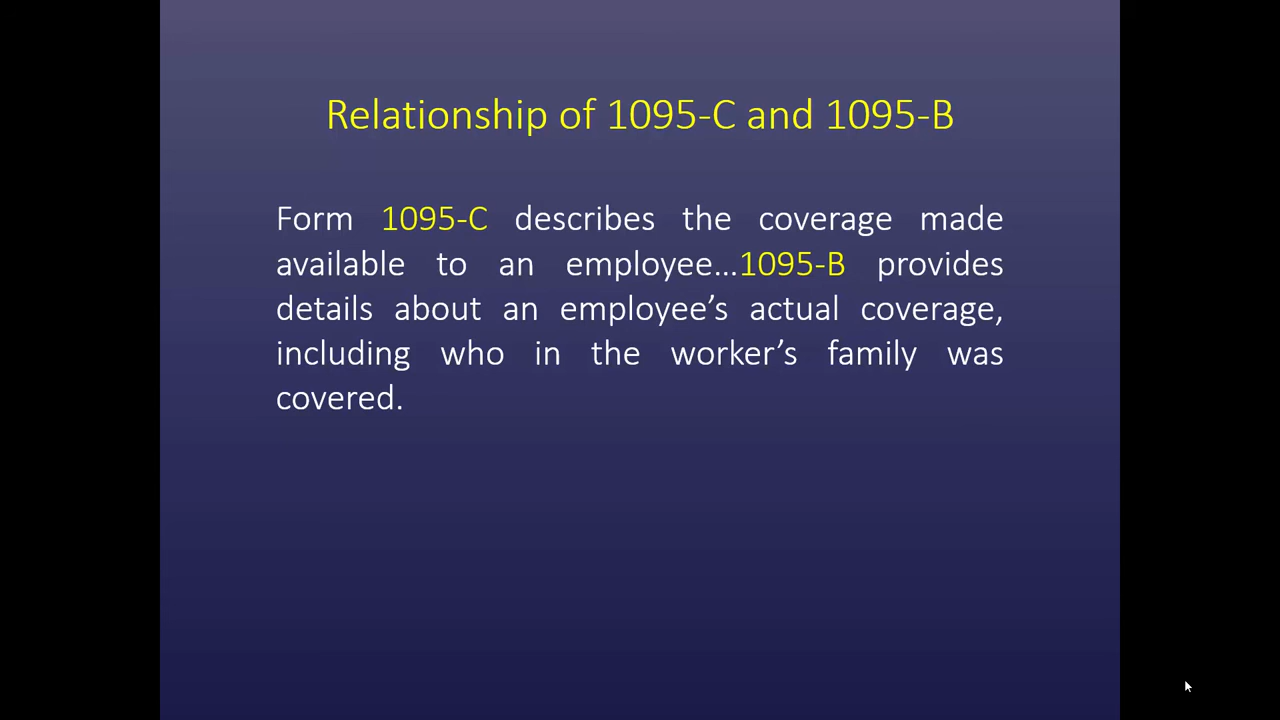 Relationship of 1095-C and 1095-B
Form 1095-C describes the coverage made
available to an employee…1095-B provides
details about an employee’s actual coverage,
including who in the worker’s family was
covered.